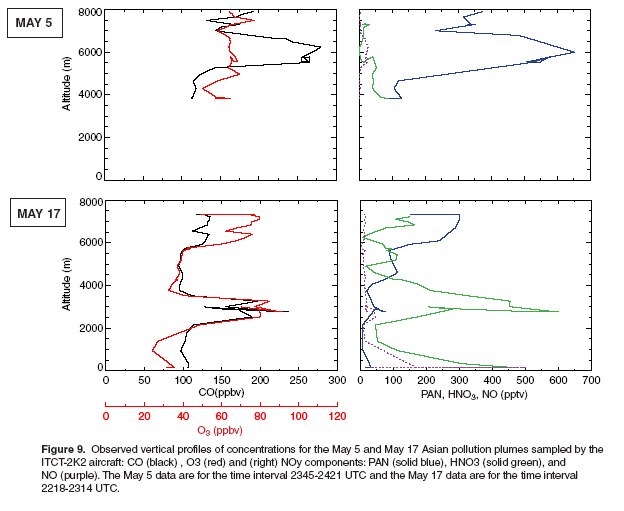 MAY 5
8000
6000
4000
2000
0
Altitude (m)
MAY 17
8000
6000
4000
2000
0
Altitude (m)
0 50 100 150 200 250 300
CO(ppbv)
0 20 40 60 80 100 120
O3 (ppbv)
0 100 200 300 400 500 600 700
PAN, HNO3, NO (pptv)
Figure 9. Observed vertical profiles of concentrations for the May 5 and May 17 Asian pollution plumes sampled by the
ITCT-2K2 aircraft: CO (black) , O3 (red) and (right) NOy components: PAN (solid blue), HNO3 (solid green), and
NO (purple). The May 5 data are for the time interval 2345-2421 UTC and the May 17 data are for the time interval
2218-2314 UTC.